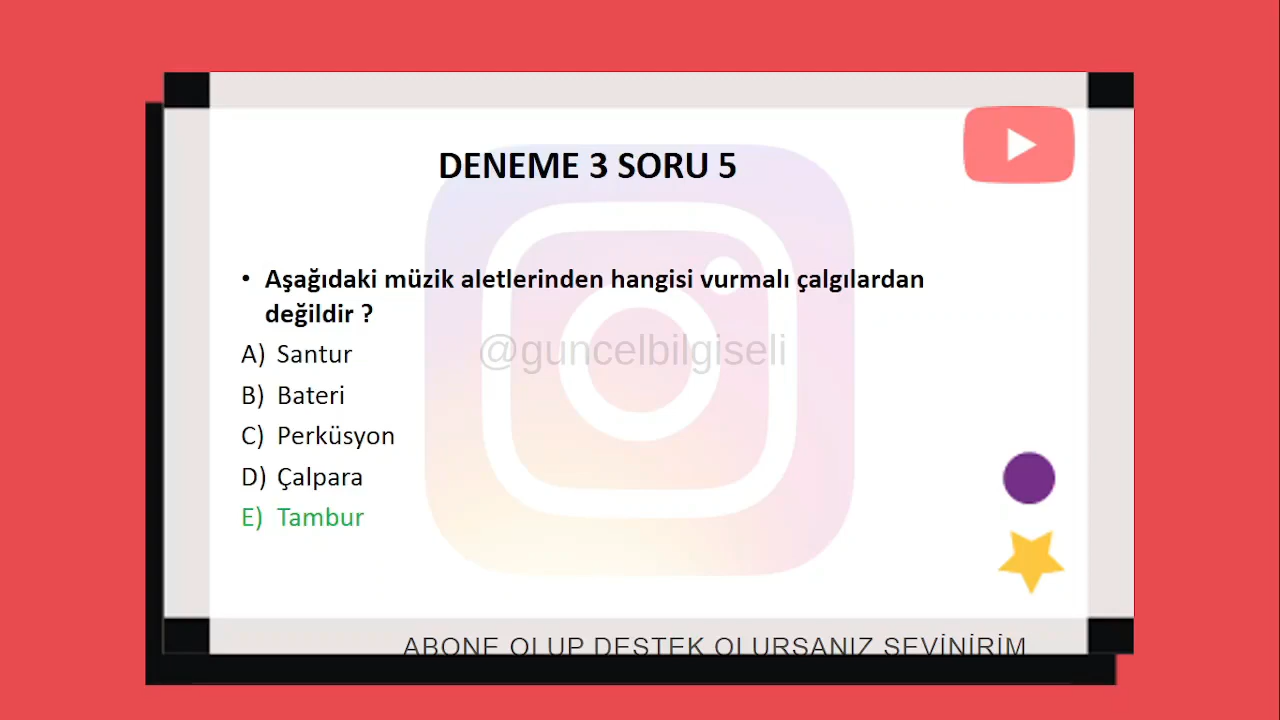 DENEME 3 SORU 5
• Aşağıdaki müzik aletlerinden hangisi vurmalı çalgılardan
değildir ?
@guncelbilgiseli
A) Santur
B) Bateri
C) Perküsyon
D) Çalpara
E) Tambur
ABONE OLUP DESTEK OLURSANIZ SEVİNİRİM